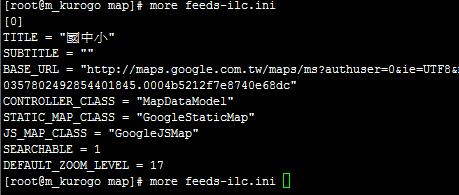 [root@m_kurogo map]# more feeds-ilc.ini
[0]
TITLE = "國中小"
SUBTITLE = ""
BASE_URL = "http://maps.google.com.tw/maps/ms?authuser=0&ie=UTF8&
0357802492854401845.0004b5212f7e8740e68dc"
CONTROLLER_CLASS = "MapDataModel"
STATIC_MAP_CLASS = "GoogleStaticMap"
JS_MAP_CLASS = "GoogleJSMap"
SEARCHABLE = 1
DEFAULT_ZOOM_LEVEL = 17
[root@m_kurogo map]# more feeds-ilc.ini